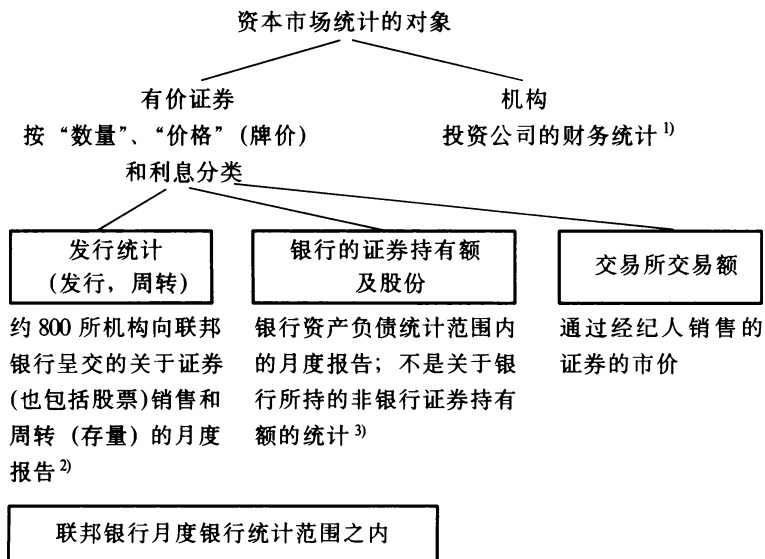 资本市场统计的对象
有价证券
按“数量”、“价格”(牌价)
和利息分类
机构
投资公司的财务统计1)
发行统计
(发行,周转)
约800所机构向联邦
银行呈交的关于证券
(也包括股票)销售和
周转(存量)的月度
报告2)
银行的证券持有额
及股份
银行资产负债统计范围内
的月度报告;不是关于银
行所持的非银行证券持有
额的统计3)
交易所交易额
通过经纪人销售的
证券的市价
联邦银行月度银行统计范围之内